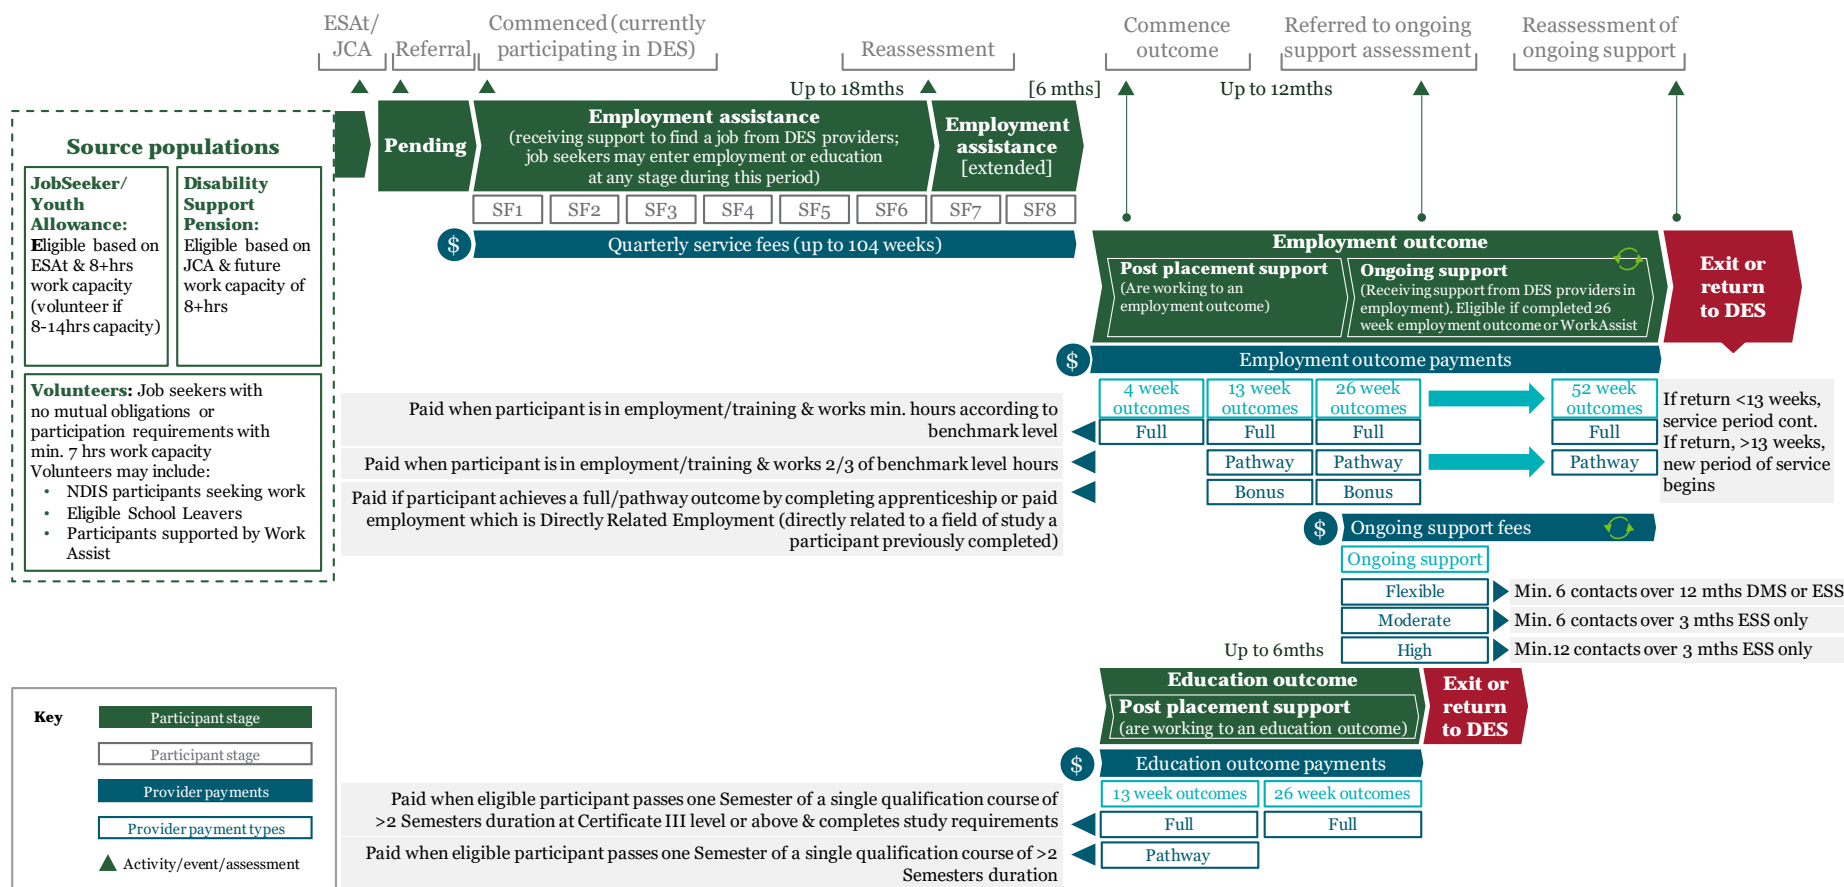 ESAt/
JCA
Referral
Commenced (currently
participating in DES)
Reassessment
Commence
outcome
Referred to ongoing
support assessment
Reassessment of
ongoing support
Up to 18mths
[6 mths]
Up to 12mths
Source populations
JobSeeker/
Youth
Allowance:
Eligible based on
ESAt & 8+hrs
work capacity
(volunteer if
8-14hrs capacity)
Disability
Support
Pension:
Eligible based on
JCA & future
work capacity of
8+hrs
Volunteers: Job seekers with
no mutual obligations or
participation requirements with
min. 7 hrs work capacity
Volunteers may include:
• NDIS participants seeking work
• Eligible School Leavers
• Participants supported by Work
Assist
Pending
Employment assistance
(receiving support to find a job from DES providers;
job seekers may enter employment or education
at any stage during this period)
Employment
assistance
[extended]
SF1
SF2
SF3
SF4
SF5
SF6
SF7
SF8
$
Quarterly service fees (up to 104 weeks)
Employment outcome
Post placement support
(Are working to an
employment outcome)
Ongoing support
(Receiving support from DES providers in
employment). Eligible if completed 26
week employment outcome or WorkAssist
Exit or
return
to DES
$
Employment outcome payments
4 week
outcomes
13 week
outcomes
26 week
outcomes
52 week
outcomes
Paid when participant is in employment/training & works min. hours according to
benchmark level
Full
Full
Full
Full
Paid when participant is in employment/training & works 2/3 of benchmark level hours
Pathway
Pathway
Pathway
Paid if participant achieves a full/pathway outcome by completing apprenticeship or paid
employment which is Directly Related Employment (directly related to a field of study a
participant previously completed)
Bonus
Bonus
If return <13 weeks,
service period cont.
If return, >13 weeks,
new period of service
begins
$
Ongoing support fees
Ongoing support
Flexible
Min. 6 contacts over 12 mths DMS or ESS
Moderate
Min. 6 contacts over 3 mths ESS only
High
Min.12 contacts over 3 mths ESS only
Up to 6mths
Education outcome
Post placement support
(are working to an education outcome)
Exit or
return
to DES
$
Education outcome payments
13 week outcomes
26 week outcomes
Paid when eligible participant passes one Semester of a single qualification course of
>2 Semesters duration at Certificate III level or above & completes study requirements
Full
Full
Paid when eligible participant passes one Semester of a single qualification course of >2
Semesters duration
Pathway
Key
Participant stage
Participant stage
Provider payments
Provider payment types
Activity/event/assessment